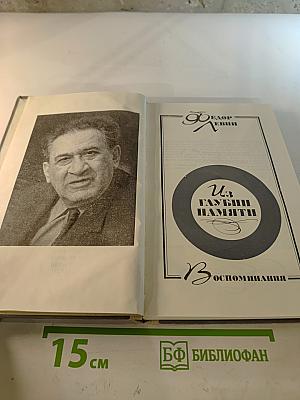 Федор
Левин
Из
глубин
памяти
Воспоминания
15 см
БФ БИБЛИОФАН